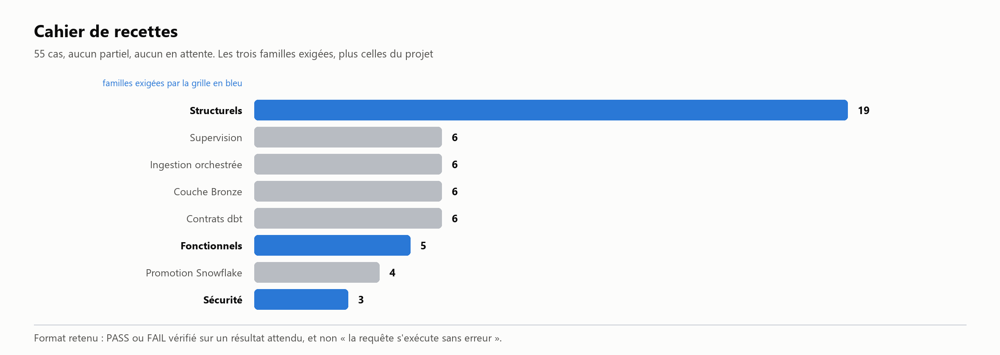 Cahier de recettes
55 cas, aucun partiel, aucun en attente. Les trois familles exigées, plus celles du projet
familles exigées par la grille en bleu
Structurels 19
Supervision 6
Ingestion orchestrée 6
Couche Bronze 6
Contrats dbt 6
Fonctionnels 5
Promotion Snowflake 4
Sécurité 3
Format retenu : PASS ou FAIL vérifié sur un résultat attendu, et non « la requête s'exécute sans erreur ».